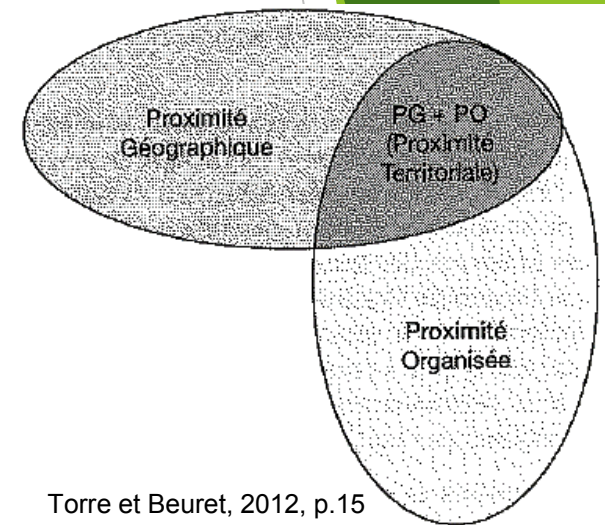 Proximité
Géographique
PG + PO
(Proximité
Territoriale)
Proximité
Organisée
Torre et Beuret, 2012, p.15